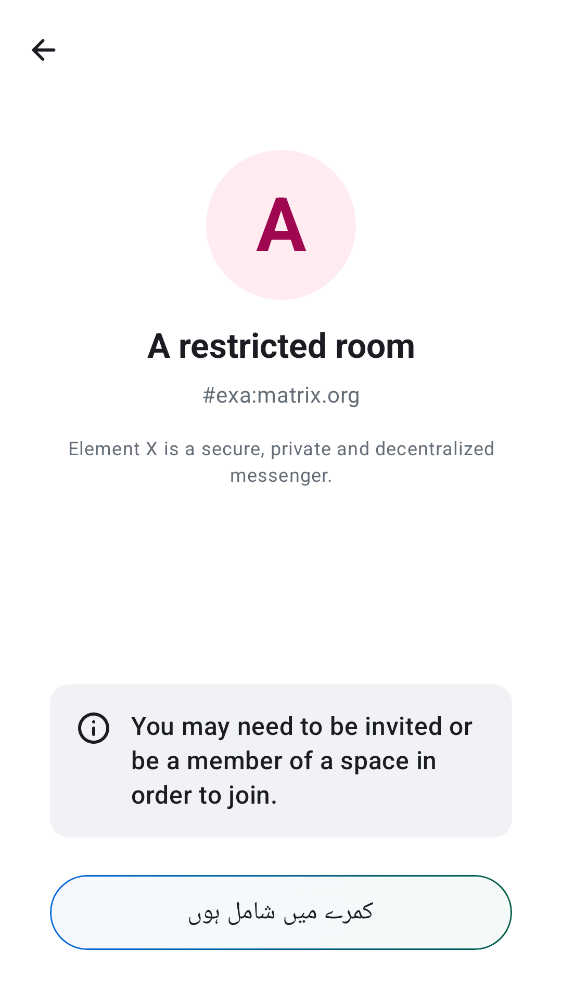 A
A restricted room
#exa:matrix.org
Element X is a secure, private and decentralized
messenger.
You may need to be invited or
be a member of a space in
order to join.
کمرے میں شامل ہوں